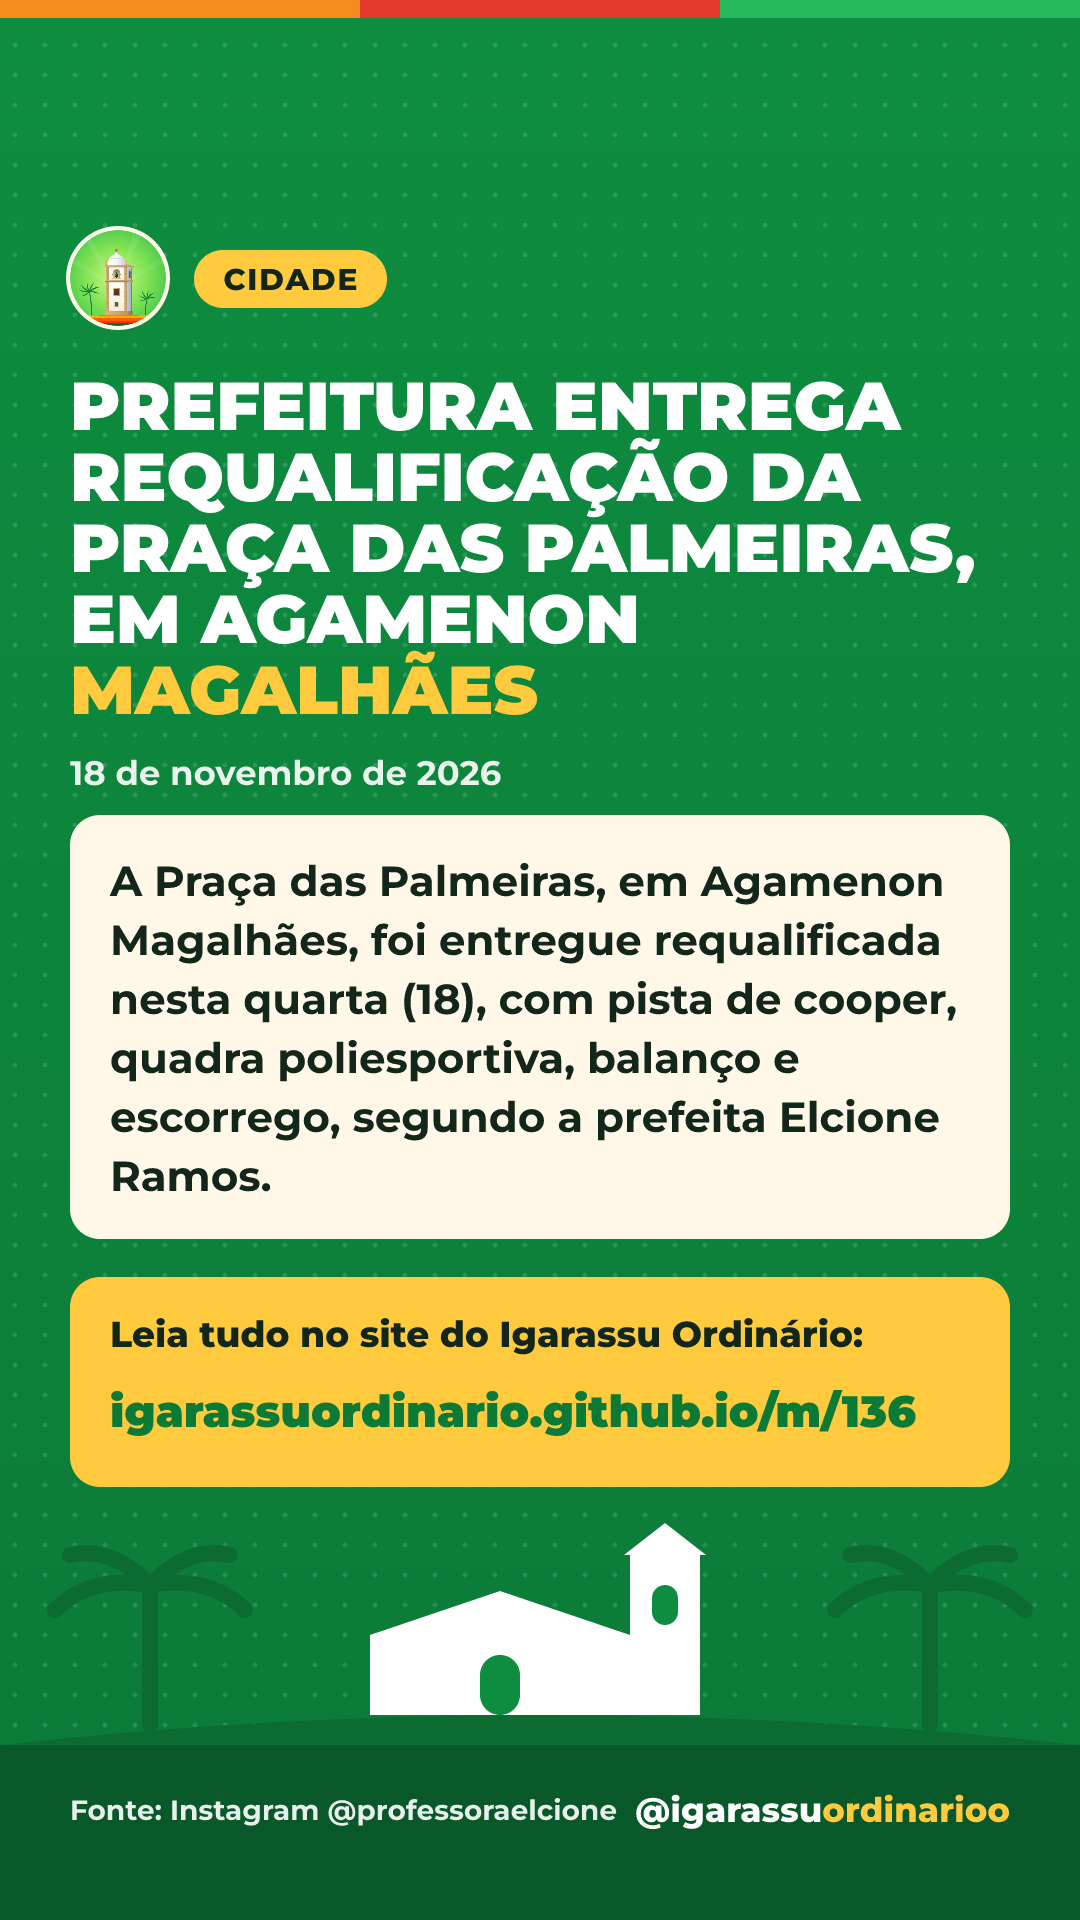 CIDADE
PREFEITURA ENTREGA
REQUALIFICAÇÃO DA
PRAÇA DAS PALMEIRAS,
EM AGAMENON
MAGALHÃES
18 de novembro de 2026
A Praça das Palmeiras, em Agamenon
Magalhães, foi entregue requalificada
nesta quarta (18), com pista de cooper,
quadra poliesportiva, balanço e
escorrego, segundo a prefeita Elcione
Ramos.
Leia tudo no site do Igarassu Ordinário:
igarassuordinario.github.io/m/136
Fonte: Instagram @professoraelcione @igarassuordinarioo